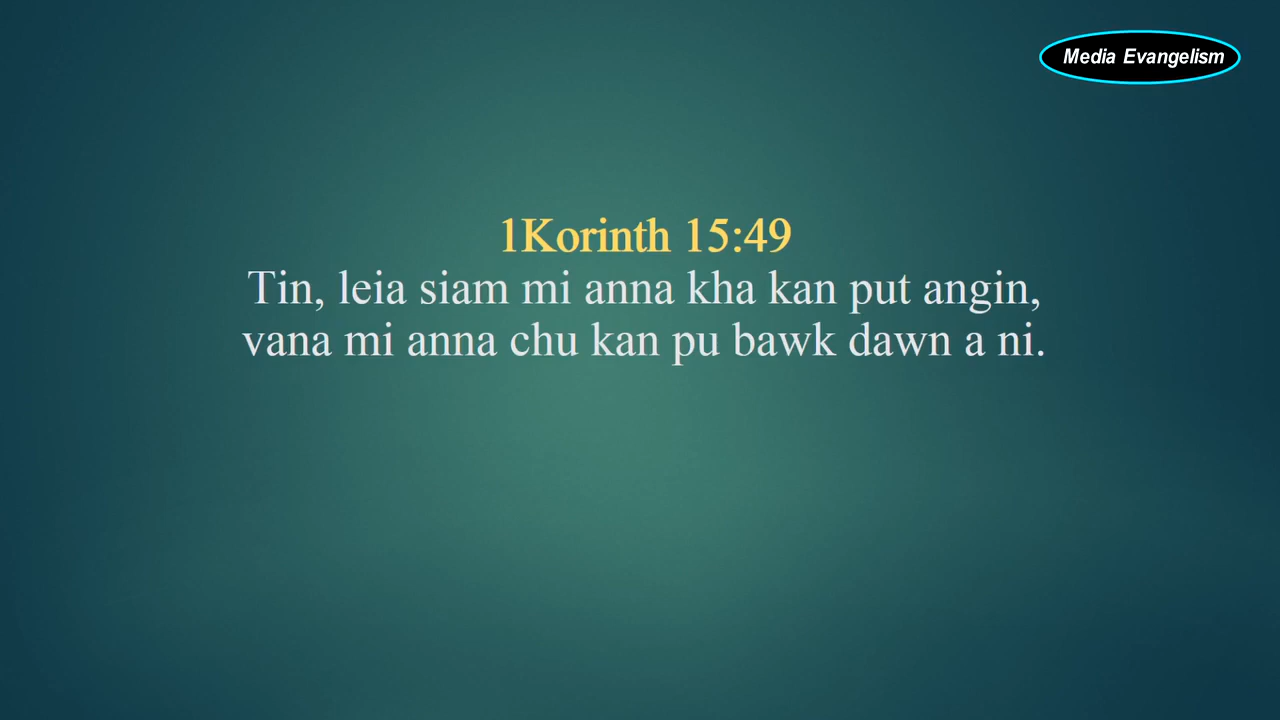 Media Evangelism
1Korinth 15:49
Tin, leia siam mi anna kha kan put angin,
vana mi anna chu kan pu bawk dawn a ni.